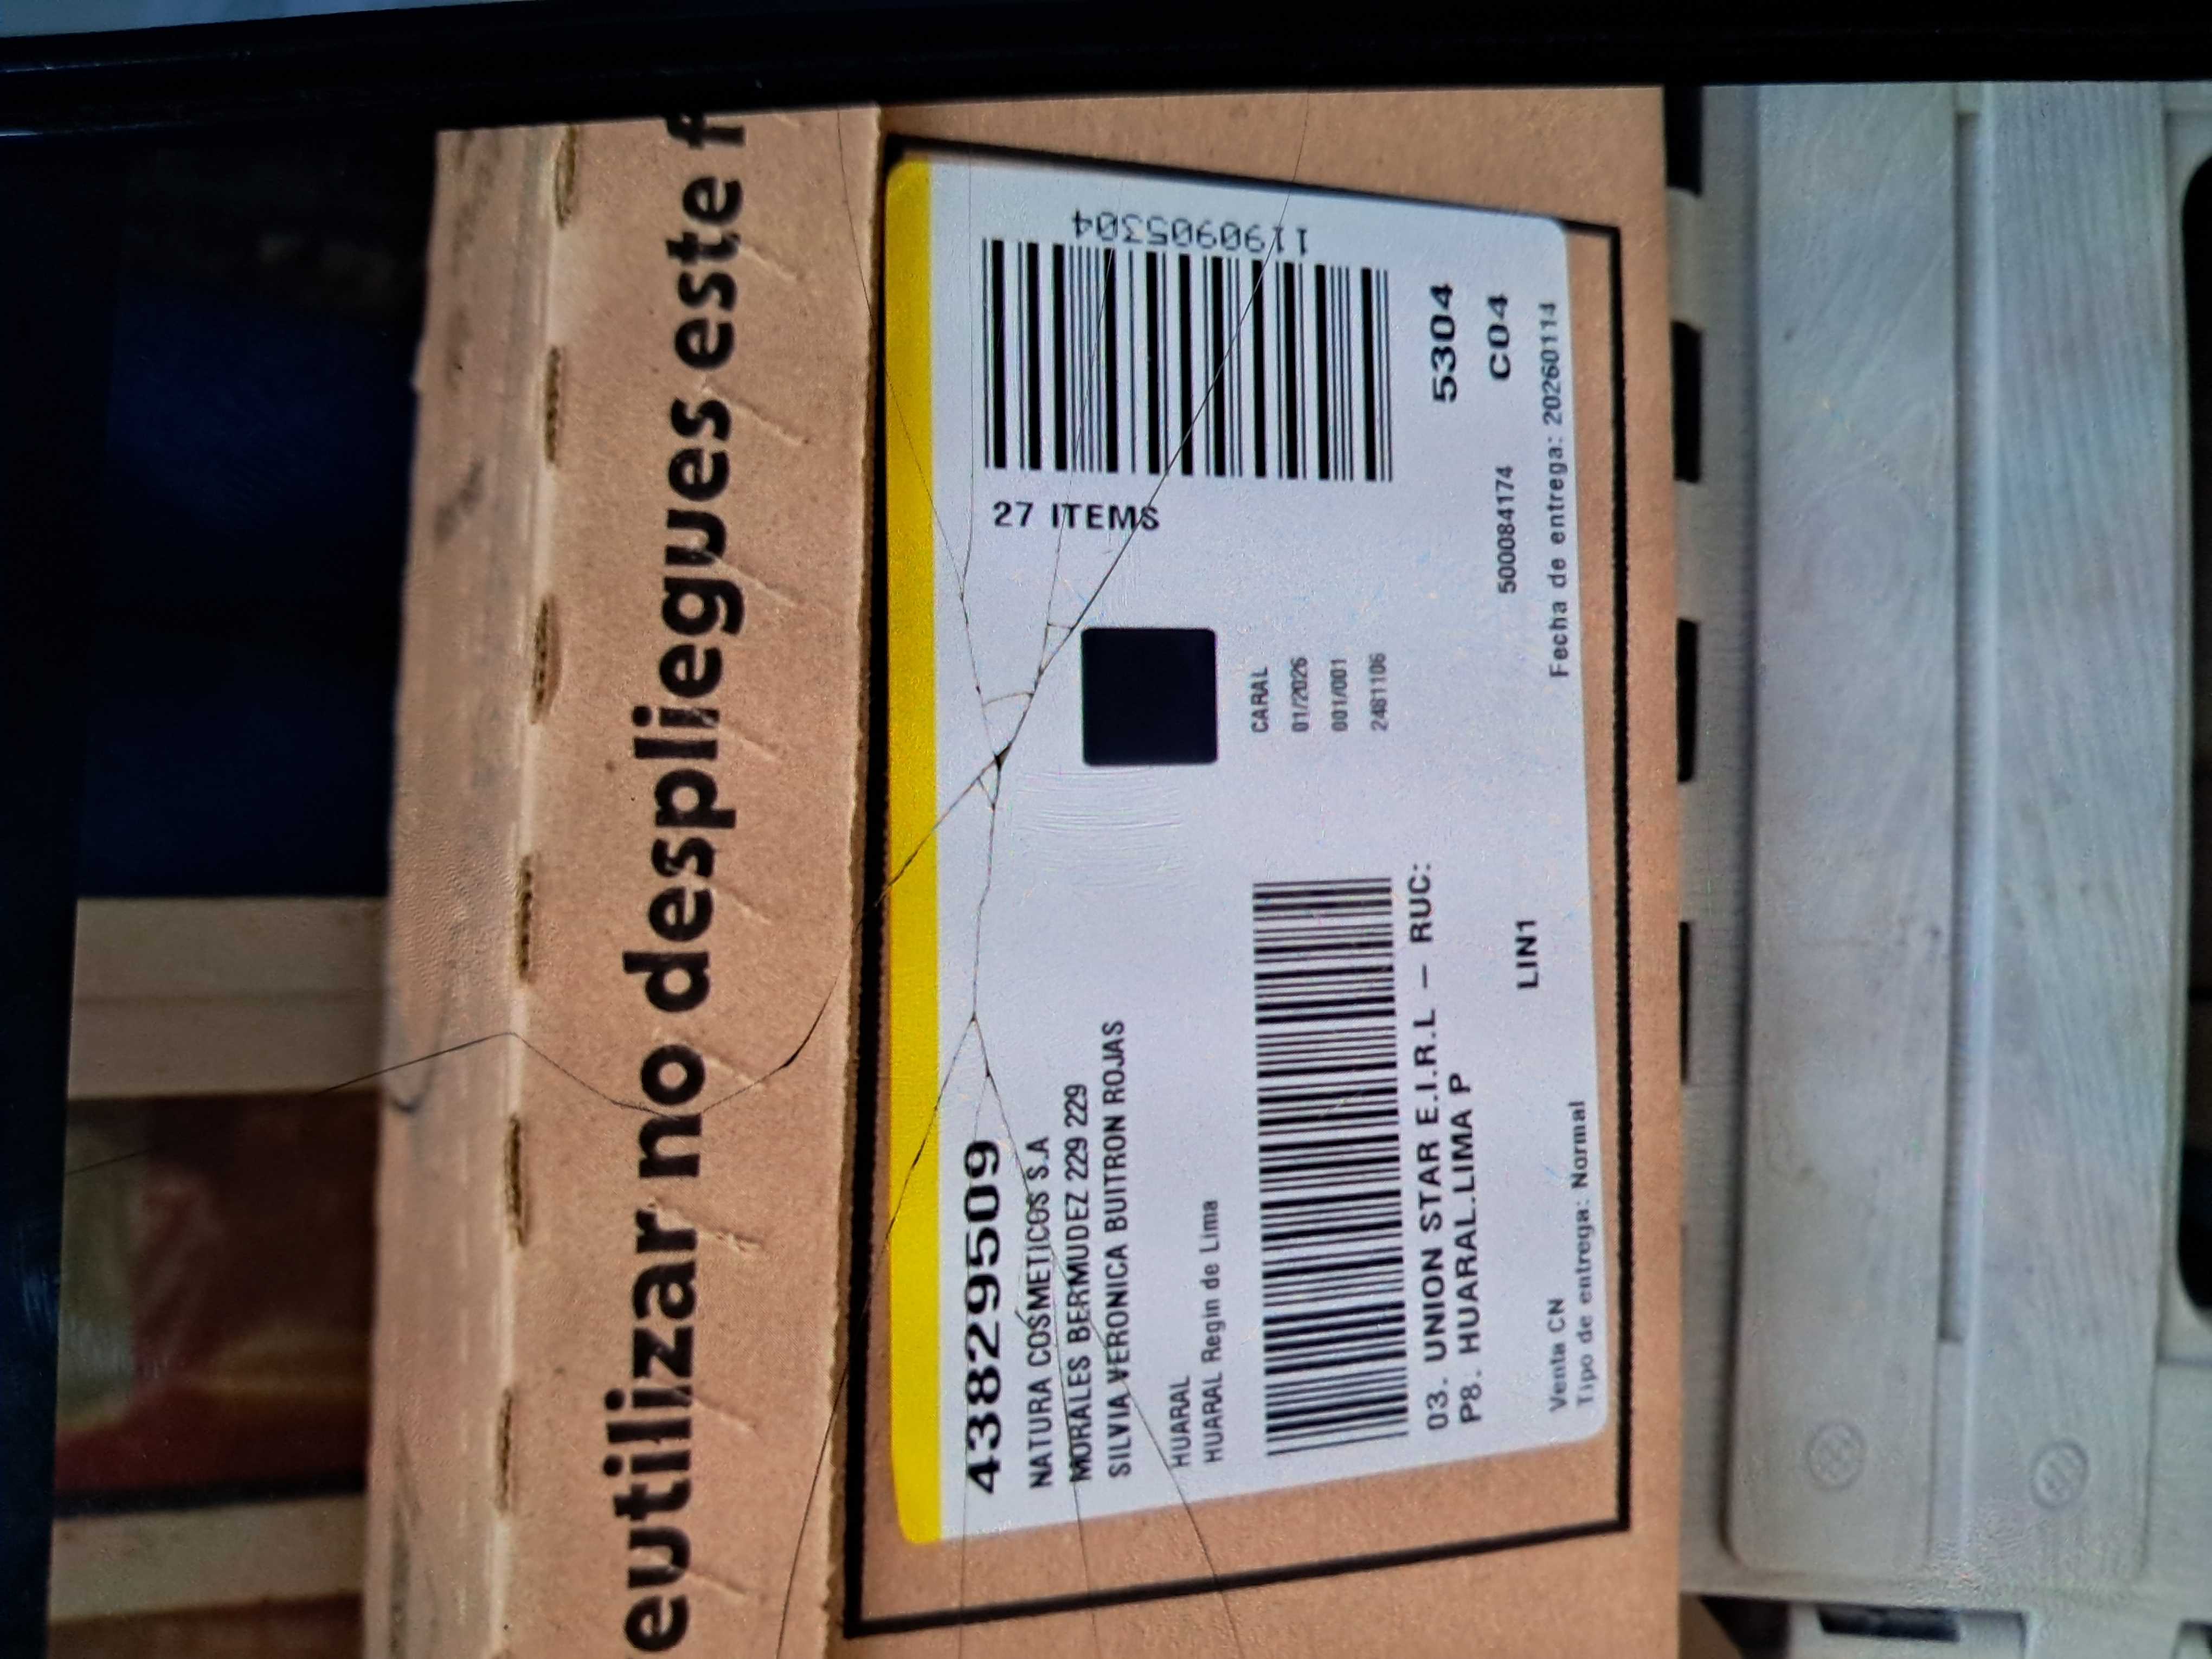 eutilizar no despliegues este f
43829509
NATURA COSMETICOS S.A
MORALES BERMUDEZ 229 229
SILVIA VERONICA BUITRON ROJAS
HUARAL
HUARAL Regin de Lima
27 ITEMS
1190905304
CARAL
01/2026
001/001
2481106
03. UNION STAR E.I.R.L - RUC:
P8. HUARAL.LIMA P
5304
LIN1
500084174
C04
Venta CN
Tipo de entrega: Normal
Fecha de entrega: 20260114